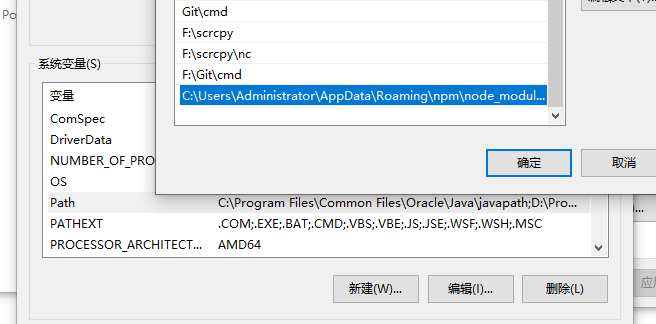 Po
Git\cmd
F:\scrcpy
F:\scrcpy\nc
F:\Git\cmd
C:\Users\Administrator\AppData\Roaming\npm\node_modul...
确定
取消
系统变量(S)
变量
ComSpec
DriverData
NUMBER_OF_PRO
OS
Path C:\Program Files\Common Files\Oracle\Java\javapath;D:\Pro...
PATHEXT .COM;.EXE;.BAT;.CMD;.VBS;.VBE;.JS;.JSE;.WSF;.WSH;.MSC
PROCESSOR_ARCHITECT... AMD64
新建(W)...
编辑(I)...
删除(L)
)...